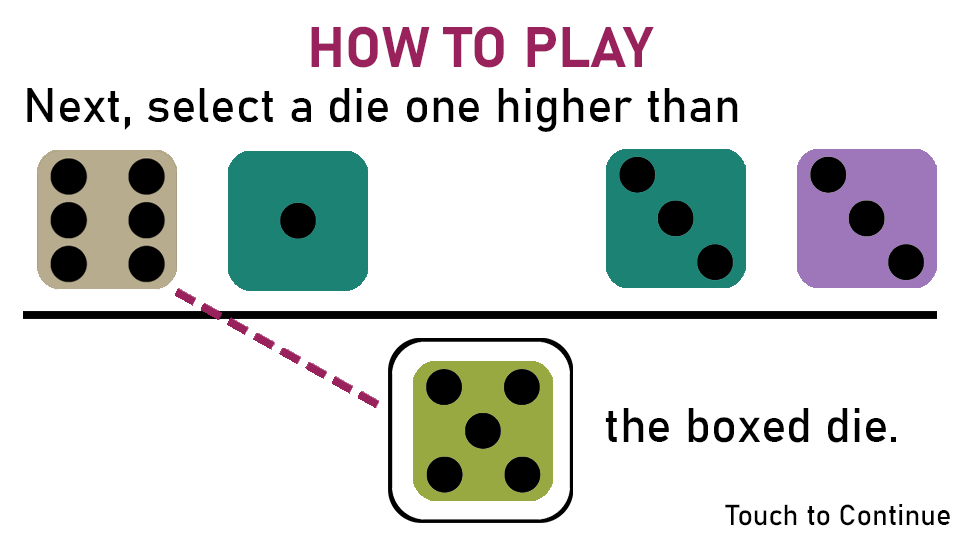 HOW TO PLAY
Next, select a die one higher than
the boxed die.
Touch to Continue